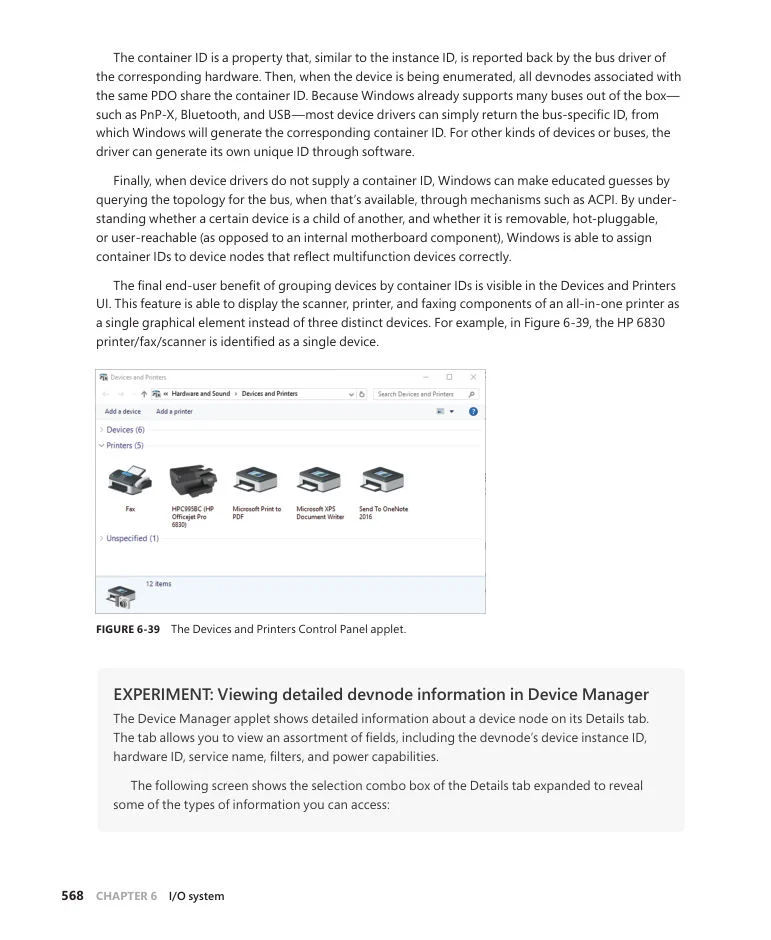 The container ID is a property that, similar to the instance ID, is reported back by the bus driver of
the corresponding hardware. Then, when the device is being enumerated, all devnodes associated with
the same PDO share the container ID. Because Windows already supports many buses out of the box—
such as PnP-X, Bluetooth, and USB—most device drivers can simply return the bus-specific ID, from
which Windows will generate the corresponding container ID. For other kinds of devices or buses, the
driver can generate its own unique ID through software.
Finally, when device drivers do not supply a container ID, Windows can make educated guesses by
querying the topology for the bus, when that's available, through mechanisms such as ACPI. By under-
standing whether a certain device is a child of another, and whether it is removable, hot-pluggable,
or user-reachable (as opposed to an internal motherboard component), Windows is able to assign
container IDs to device nodes that reflect multifunction devices correctly.
The final end-user benefit of grouping devices by container IDs is visible in the Devices and Printers
UI. This feature is able to display the scanner, printer, and faxing components of an all-in-one printer as
a single graphical element instead of three distinct devices. For example, in Figure 6-39, the HP 6830
printer/fax/scanner is identified as a single device.
Devices and Printers
« Hardware and Sound › Devices and Printers
Search Devices and Printers
Add a device Add a printer
Devices (6)
Printers (5)
Fax
HPC995BC (HP
Officejet Pro
6830)
Microsoft Print to
PDF
Microsoft XPS
Document Writer
Send To OneNote
2016
Unspecified (1)
12 items
FIGURE 6-39 The Devices and Printers Control Panel applet.
EXPERIMENT: Viewing detailed devnode information in Device Manager
The Device Manager applet shows detailed information about a device node on its Details tab.
The tab allows you to view an assortment of fields, including the devnode's device instance ID,
hardware ID, service name, filters, and power capabilities.
The following screen shows the selection combo box of the Details tab expanded to reveal
some of the types of information you can access:
568 CHAPTER 6 I/O system